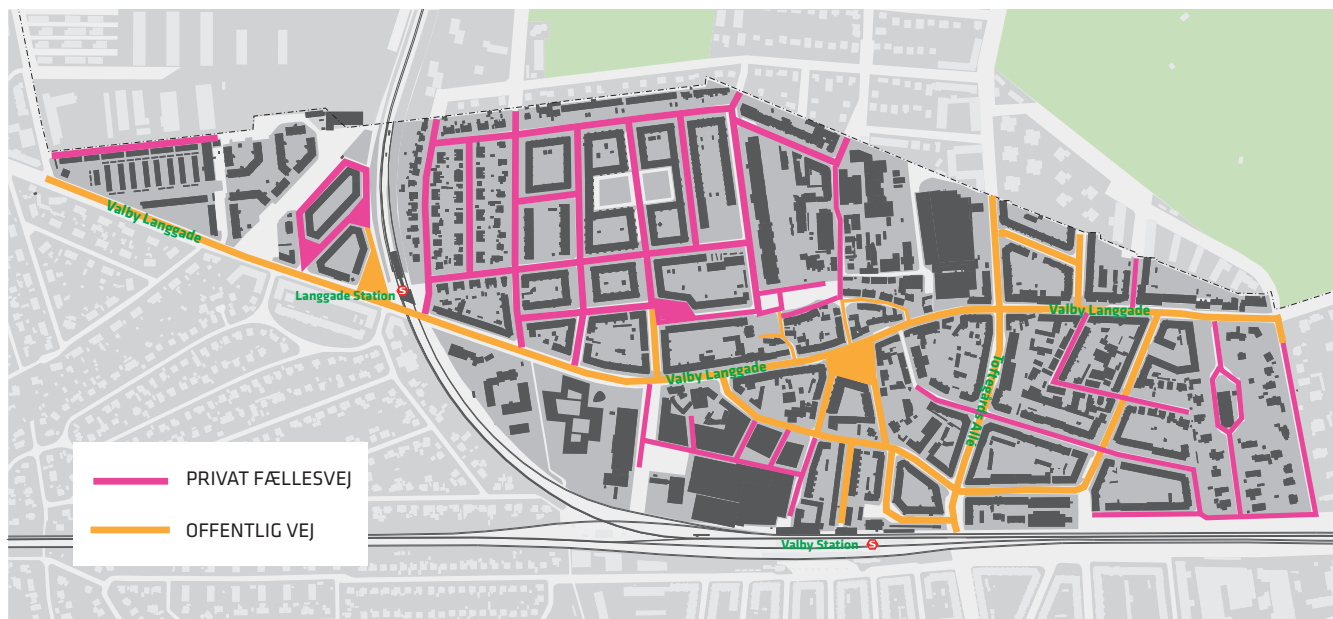 Valby Langgade
Langgade Station S
Valby Langgade
Valby Langgade
Toftegårds Allé
PRIVAT FÆLLESVEJ
OFFENTLIG VEJ
Valby Station S